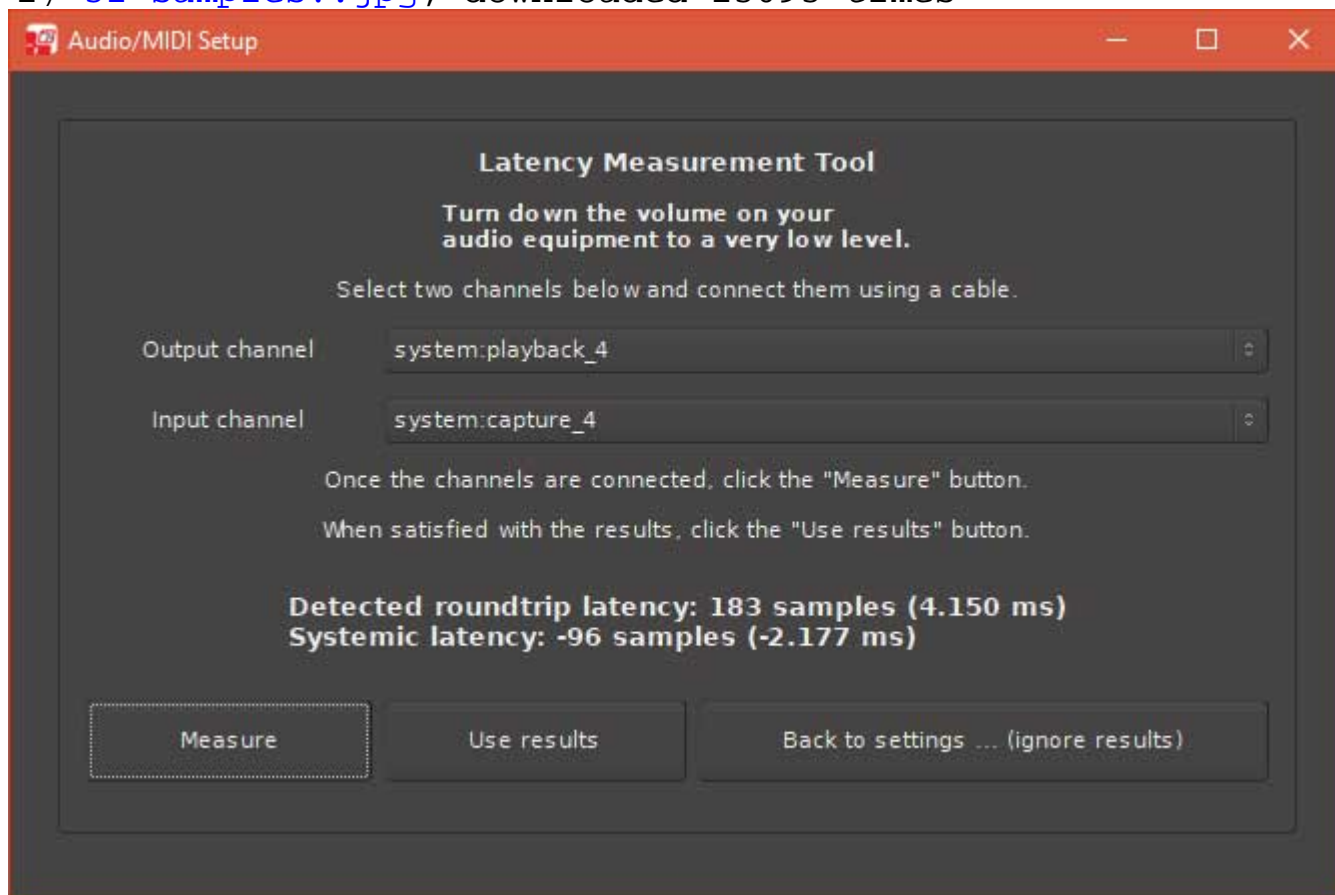 Audio/MIDI Setup
Latency Measurement Tool
Turn down the volume on your
audio equipment to a very low level.
Select two channels below and connect them using a cable.
Output channel system:playback_4
Input channel system:capture_4
Once the channels are connected, click the "Measure" button.
When satisfied with the results, click the "Use results" button.
Detected roundtrip latency: 183 samples (4.150 ms)
Systemic latency: -96 samples (-2.177 ms)
Measure Use results Back to settings ... (ignore results)